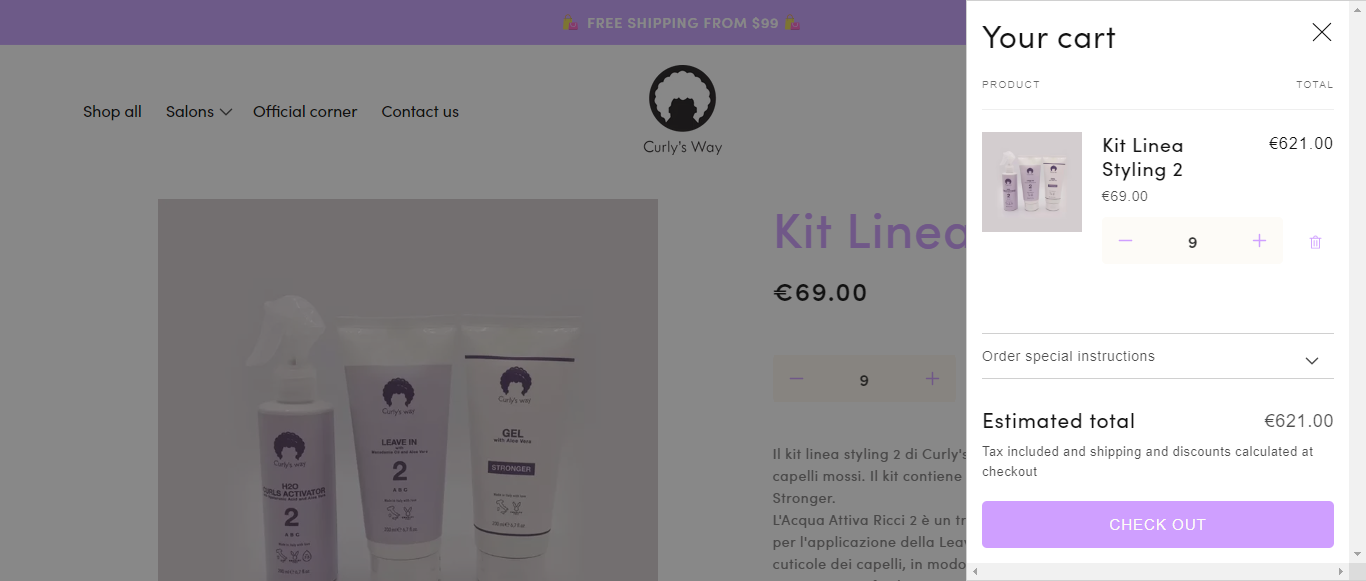 FREE SHIPPING FROM $99
Shop all
Salons
Official corner
Contact us
Curly's Way
Kit Linea
€69.00
9
Il kit linea styling 2 di Curly's
capelli mossi. Il kit contiene
Stronger.
L'Acqua Attiva Ricci 2 è un
per l'applicazione della
cuticole dei capelli, in modo
Curly's way
H2O
CURLS ACTIVATOR
2
ABC
Curly's way
LEAVE IN
2
ABC
Curly's way
GEL
with Aloe Vera
STRONGER
Your cart
PRODUCT
TOTAL
Kit Linea
Styling 2
€621.00
€69.00
9
Order special instructions
Estimated total
€621.00
Tax included and shipping and discounts calculated at
checkout
CHECK OUT